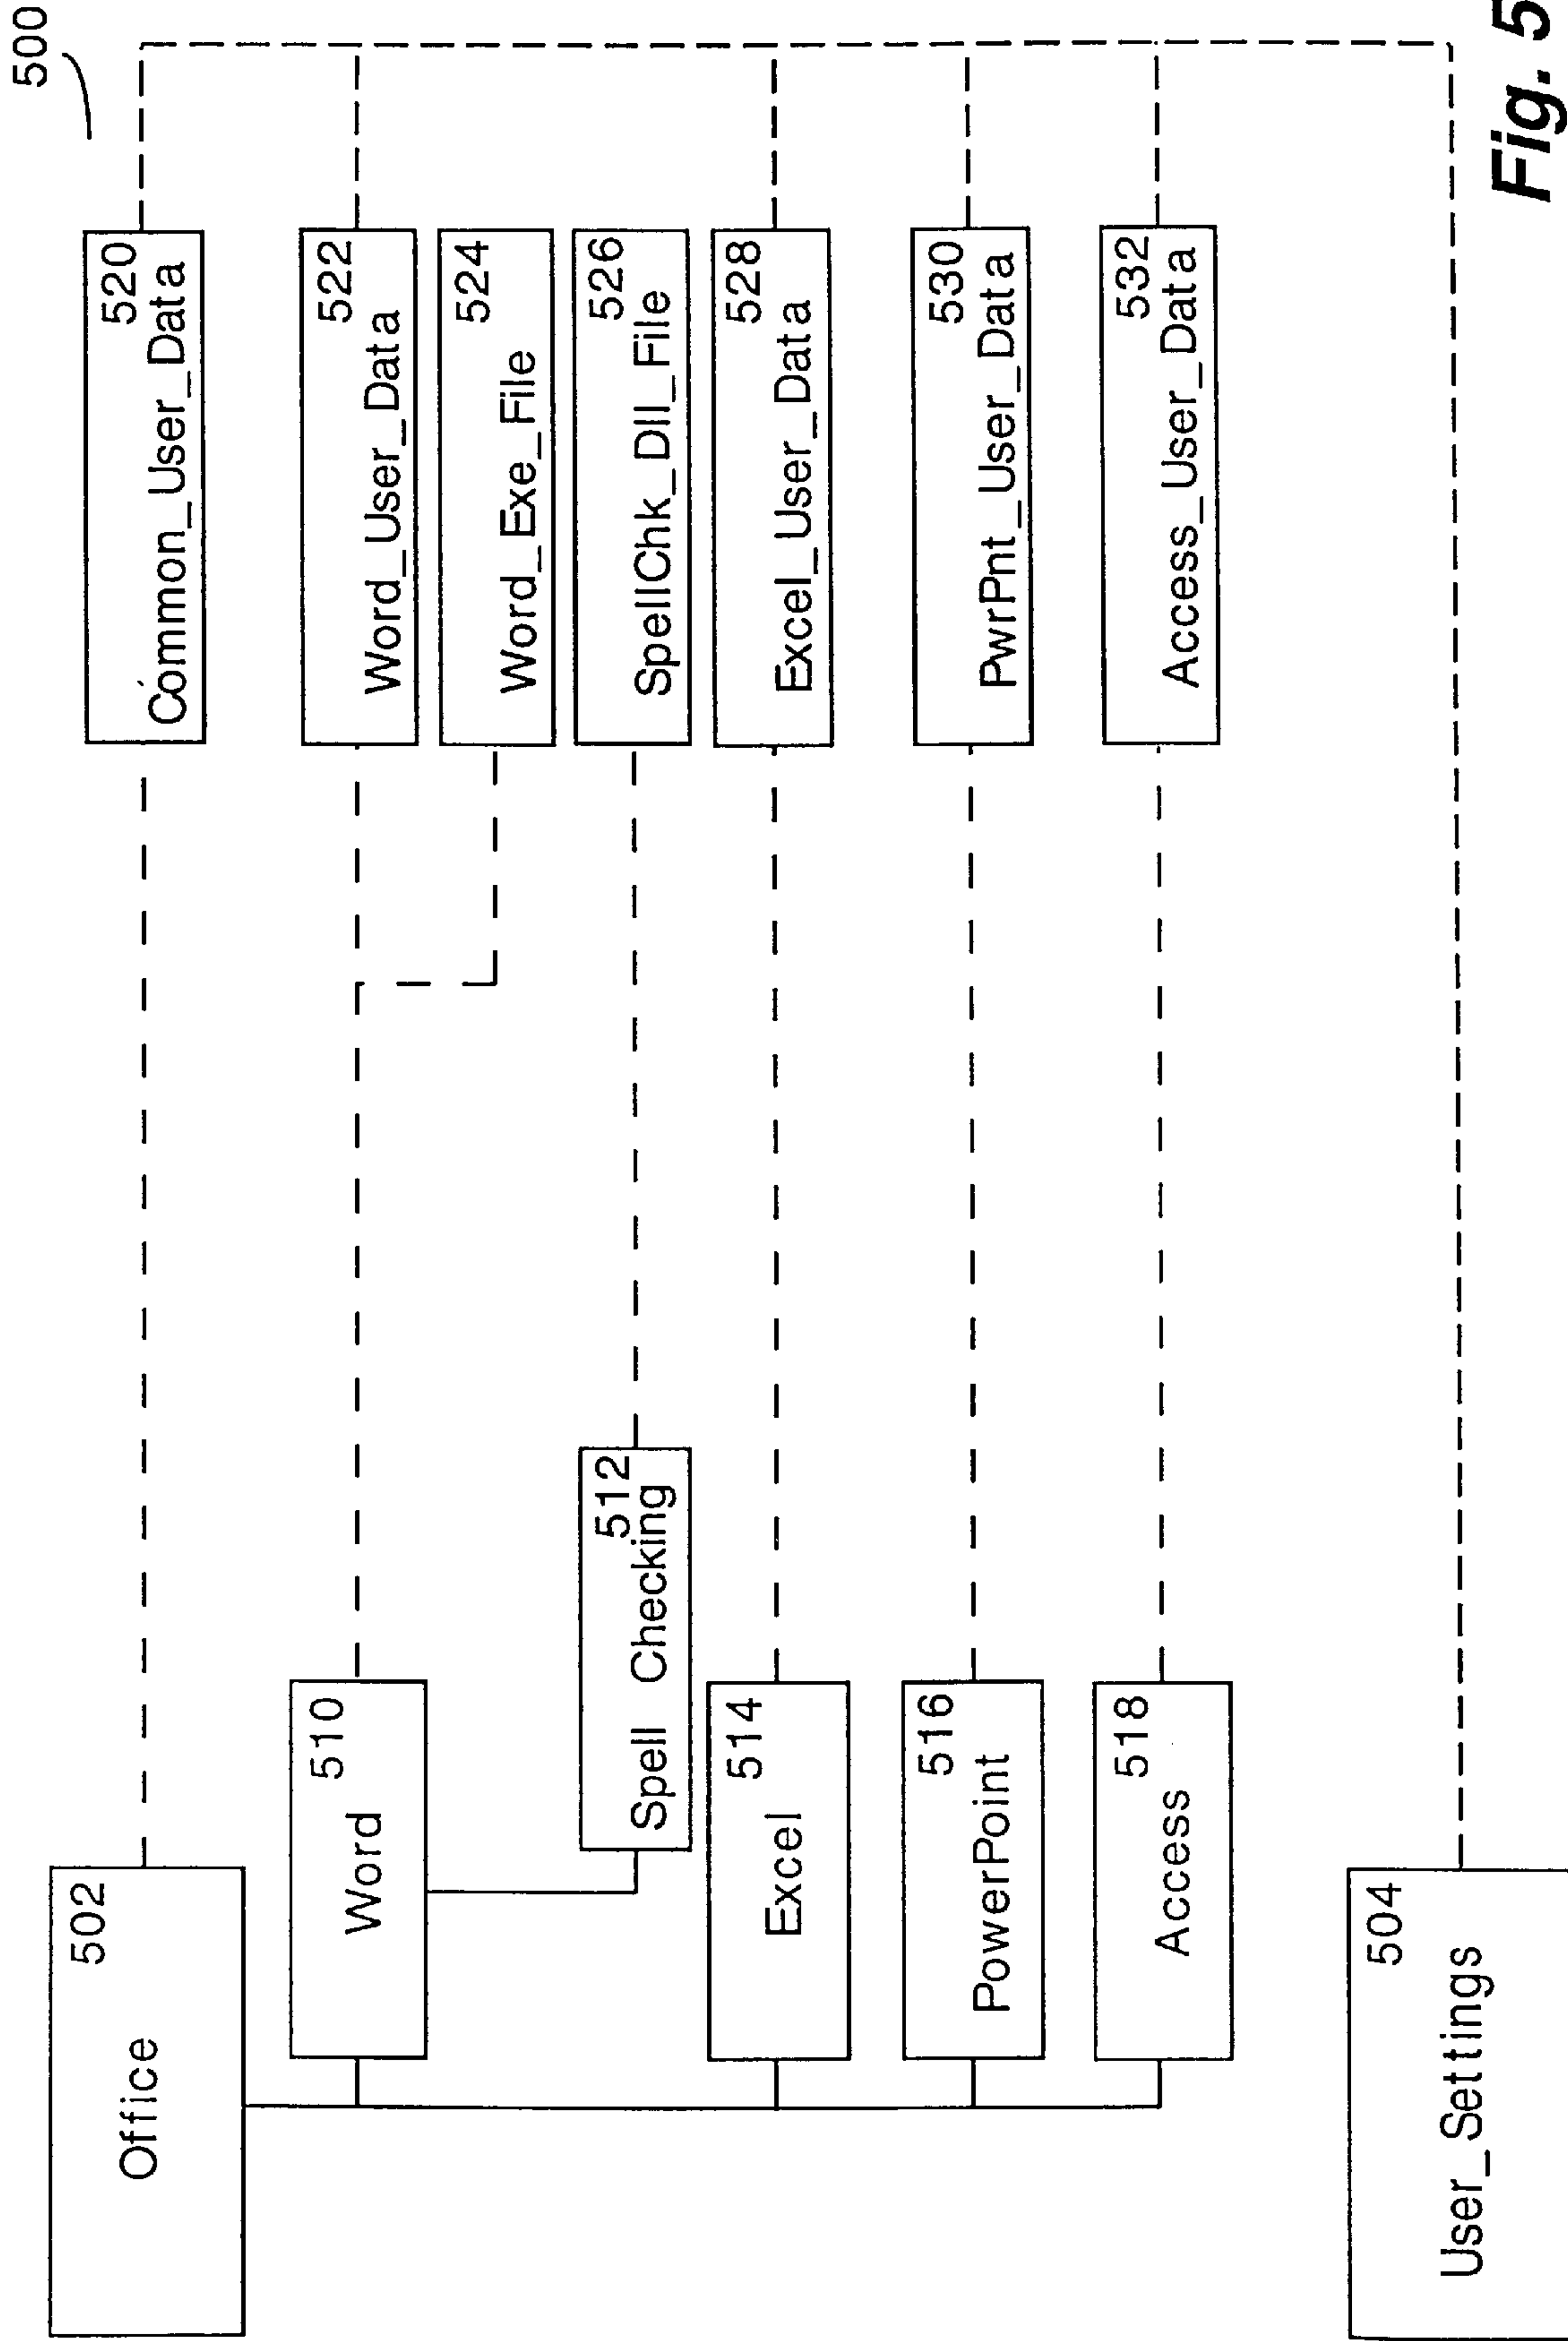 500
502
Office
520
Common_User_Data
510
Word
522
Word_User_Data
524
Word_Exe_File
512
Spell Checking
526
SpellChk_Dll_File
514
Excel
528
Excel_User_Data
516
PowerPoint
530
PwrPnt_User_Data
518
Access
532
Access_User_Data
504
User_Settings
Fig. 5